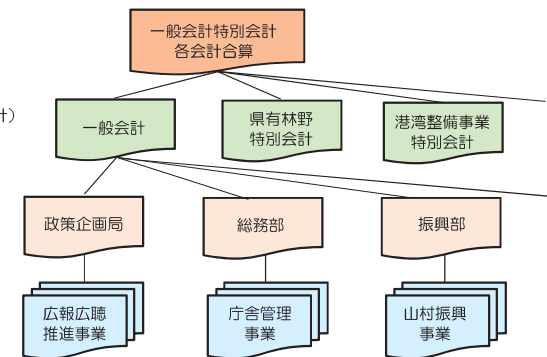 一般会計特別会計
各会計合算
計）
一般会計
県有林野
特別会計
港湾整備事業
特別会計
政策企画局
総務部
振興部
広報広聴
推進事業
庁舎管理
事業
山村振興
事業